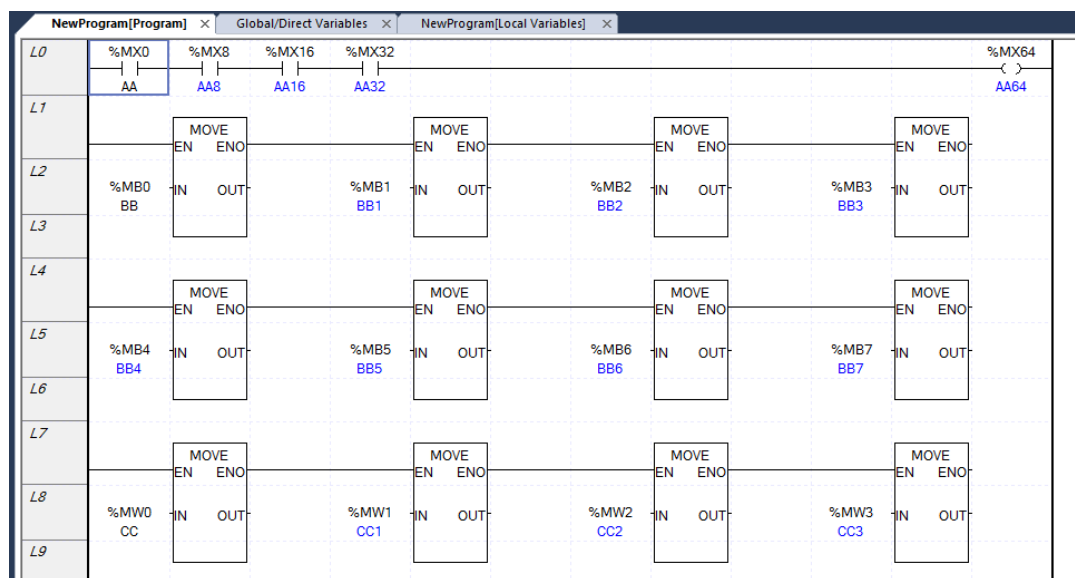 NewProgram[Program] × Global/Direct Variables × NewProgram[Local Variables] ×
L0 %MX0 %MX8 %MX16 %MX32 %MX64
AA AA8 AA16 AA32 AA64
L1
MOVE MOVE MOVE MOVE
EN ENO EN ENO EN ENO EN ENO
L2
%MB0 IN OUT %MB1 IN OUT %MB2 IN OUT %MB3 IN OUT
BB BB1 BB2 BB3
L3
L4
MOVE MOVE MOVE MOVE
EN ENO EN ENO EN ENO EN ENO
L5
%MB4 IN OUT %MB5 IN OUT %MB6 IN OUT %MB7 IN OUT
BB4 BB5 BB6 BB7
L6
L7
MOVE MOVE MOVE MOVE
EN ENO EN ENO EN ENO EN ENO
L8
%MW0 IN OUT %MW1 IN OUT %MW2 IN OUT %MW3 IN OUT
CC CC1 CC2 CC3
L9